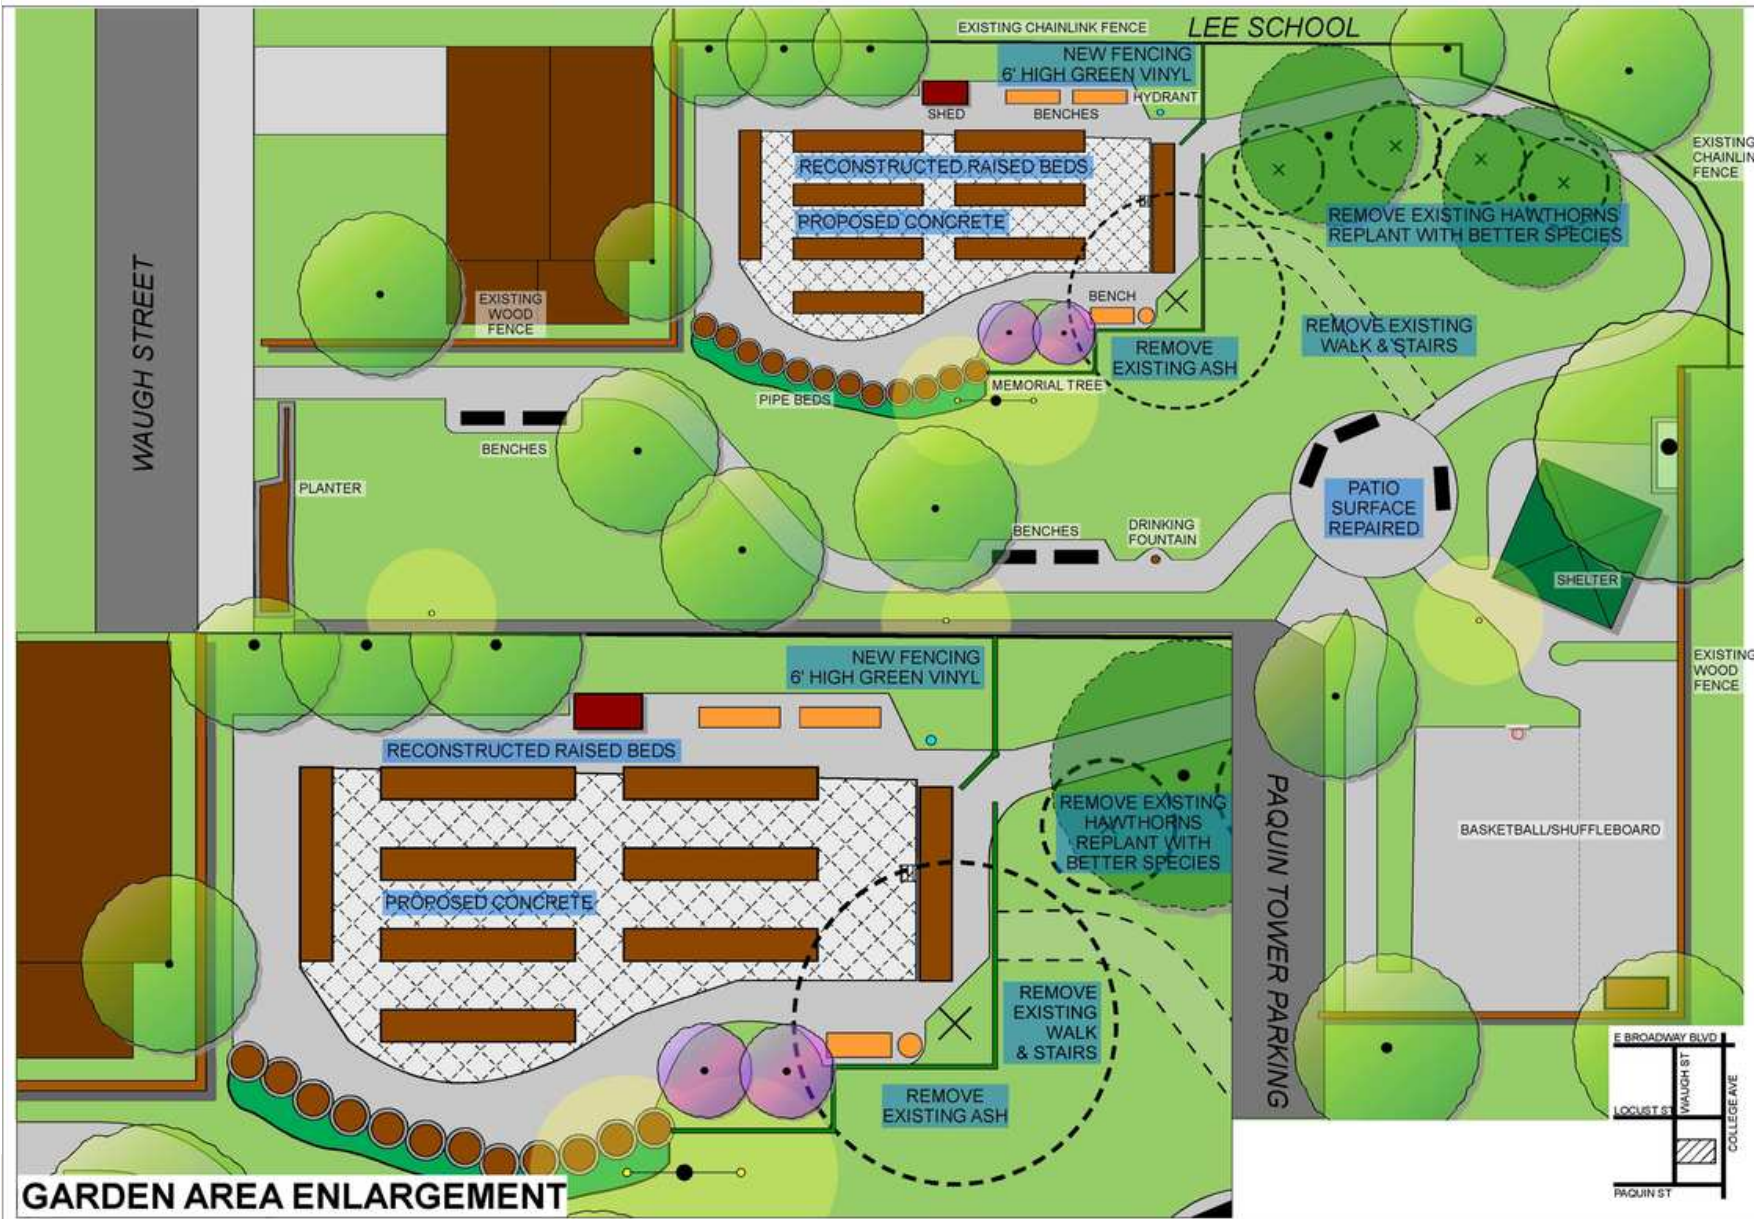 EXISTING CHAINLINK FENCE
LEE SCHOOL
NEW FENCING
6' HIGH GREEN VINYL
SHED
BENCHES
HYDRANT
RECONSTRUCTED RAISED BEDS
PROPOSED CONCRETE
EXISTING
CHAINLIN
FENCE
REMOVE EXISTING HAWTHORNS
REPLANT WITH BETTER SPECIES
WAUGH STREET
EXISTING
WOOD
FENCE
BENCH
REMOVE EXISTING
WALK & STAIRS
REMOVE
EXISTING ASH
MEMORIAL TREE
PIPE BEDS
BENCHES
PLANTER
PATIO
SURFACE
REPAIRED
BENCHES
DRINKING
FOUNTAIN
SHELTER
EXISTING
WOOD
FENCE
NEW FENCING
6' HIGH GREEN VINYL
RECONSTRUCTED RAISED BEDS
PROPOSED CONCRETE
REMOVE EXISTING
HAWTHORNS
REPLANT WITH
BETTER SPECIES
REMOVE
EXISTING
WALK
& STAIRS
REMOVE
EXISTING ASH
PAQUIN TOWER PARKING
BASKETBALL/SHUFFLEBOARD
GARDEN AREA ENLARGEMENT
E BROADWAY BLVD
WAUGH ST
COLLEGE AVE
LOCUST ST
PAQUIN ST